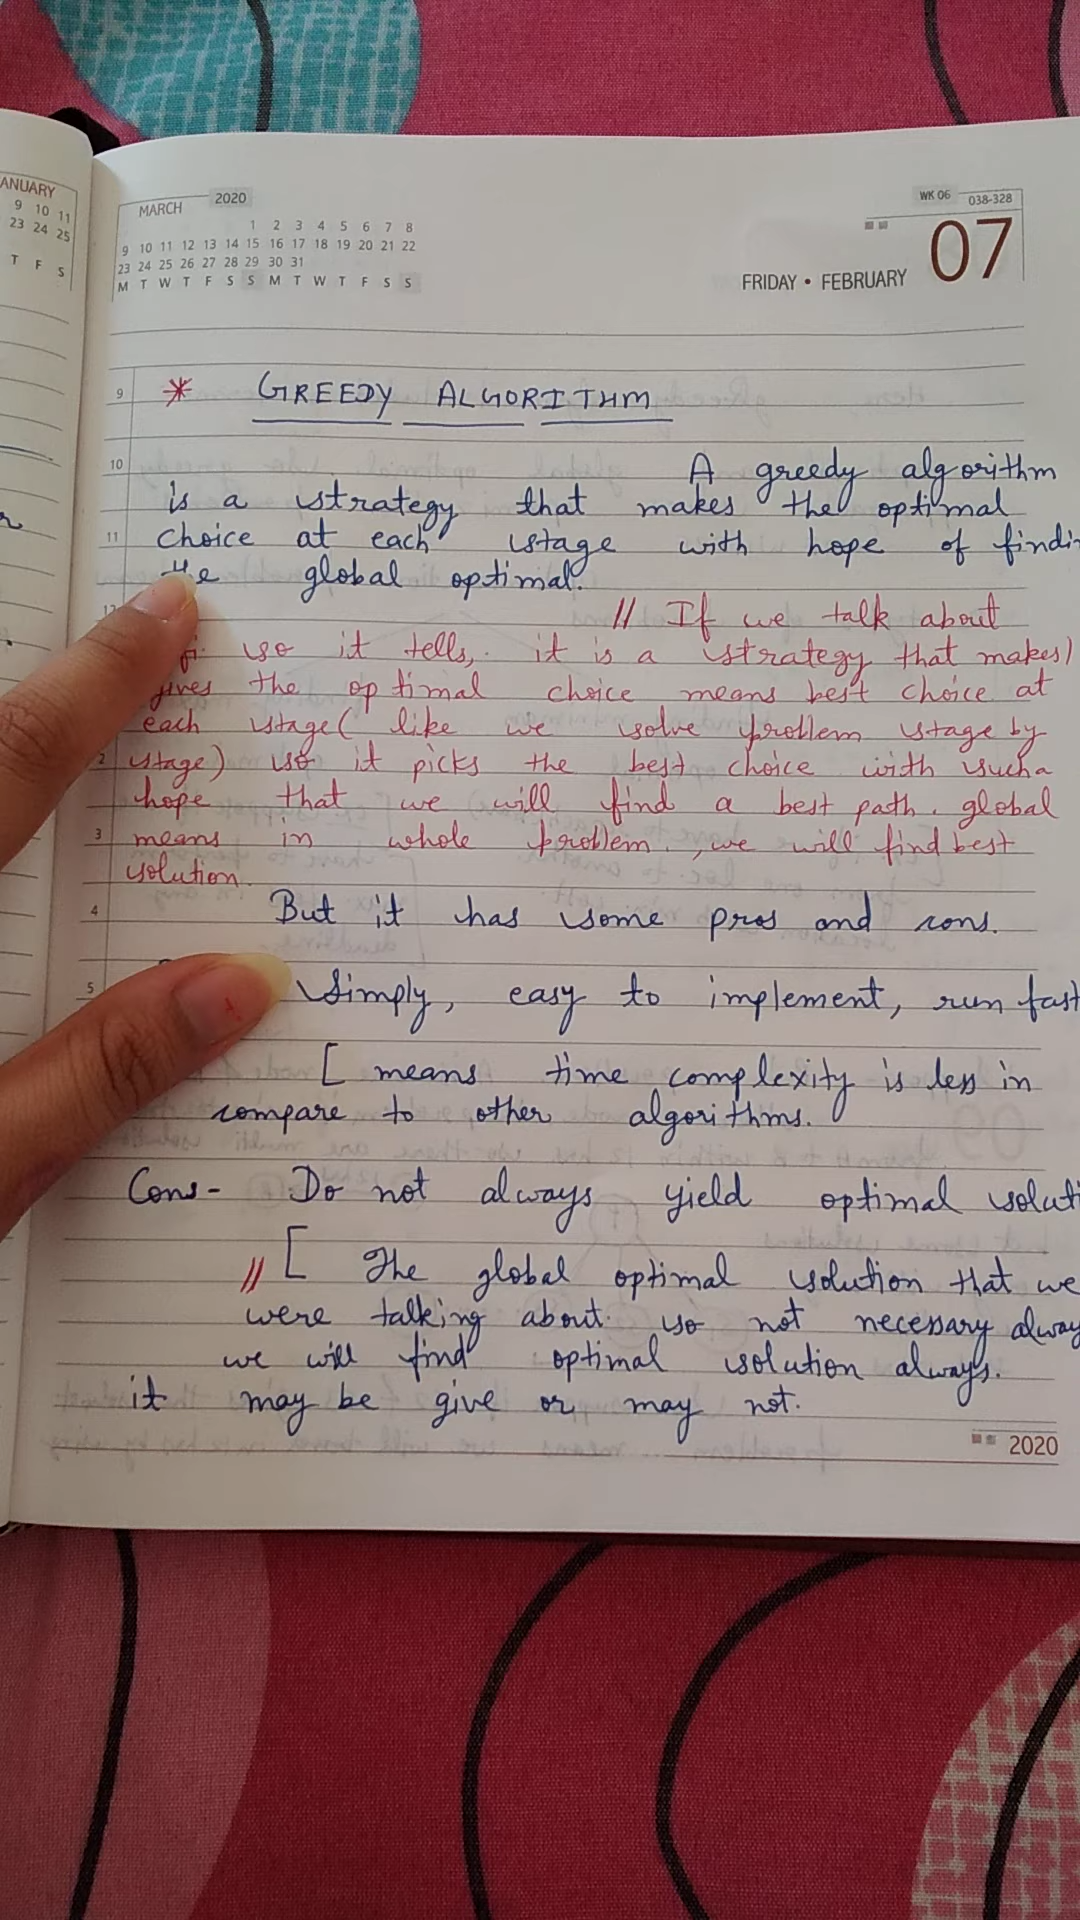 ANUARY
9 10 11
23 24 25
T F S
MARCH 2020
1 2 3 4 5 6 7 8
9 10 11 12 13 14 15 16 17 18 19 20 21 22
23 24 25 26 27 28 29 30 31
M T W T F S S M T W T F S S
WK 06 038-328
FRIDAY • FEBRUARY 07
9 * GREEDY ALGORITHM
10 A greedy algorithm
is a strategy that makes the optimal
11 choice at each stage with hope of findin
the global optimal.
// If we talk about
so it tells, it is a strategy that makes)
gives the optimal choice means best choice at
each stage( like we solve problem stage by
2 stage) so it picks the best choice with such a
hope that we will find a best path. global
3 means in whole problem., we will find best
solution.
4 But it has some pros and cons.
5 Simply, easy to implement, run fast
[ means time complexity is less in
compare to other algorithms.
Cons- Do not always yield optimal soluti
// [ The global optimal solution that we
were talking about. so not necessary alway
we will find optimal solution always.
it may be give or may not.
2020